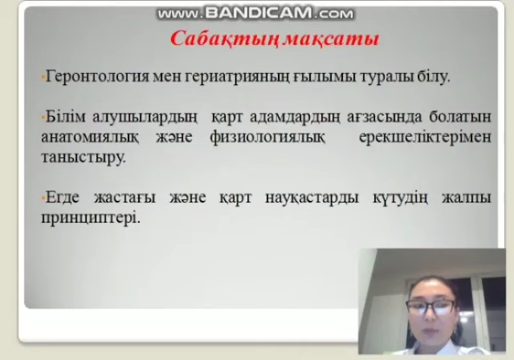 www.BANDICAM.com
Сабақтың мақсаты
•Геронтология мен гериатрияның ғылымы туралы білу.
•Білім алушылардың қарт адамдардың ағзасында болатын
анатомиялық және физиологиялық ерекшеліктерімен
таныстыру.
•Егде жастағы және қарт науқастарды күтудің жалпы
принциптері.